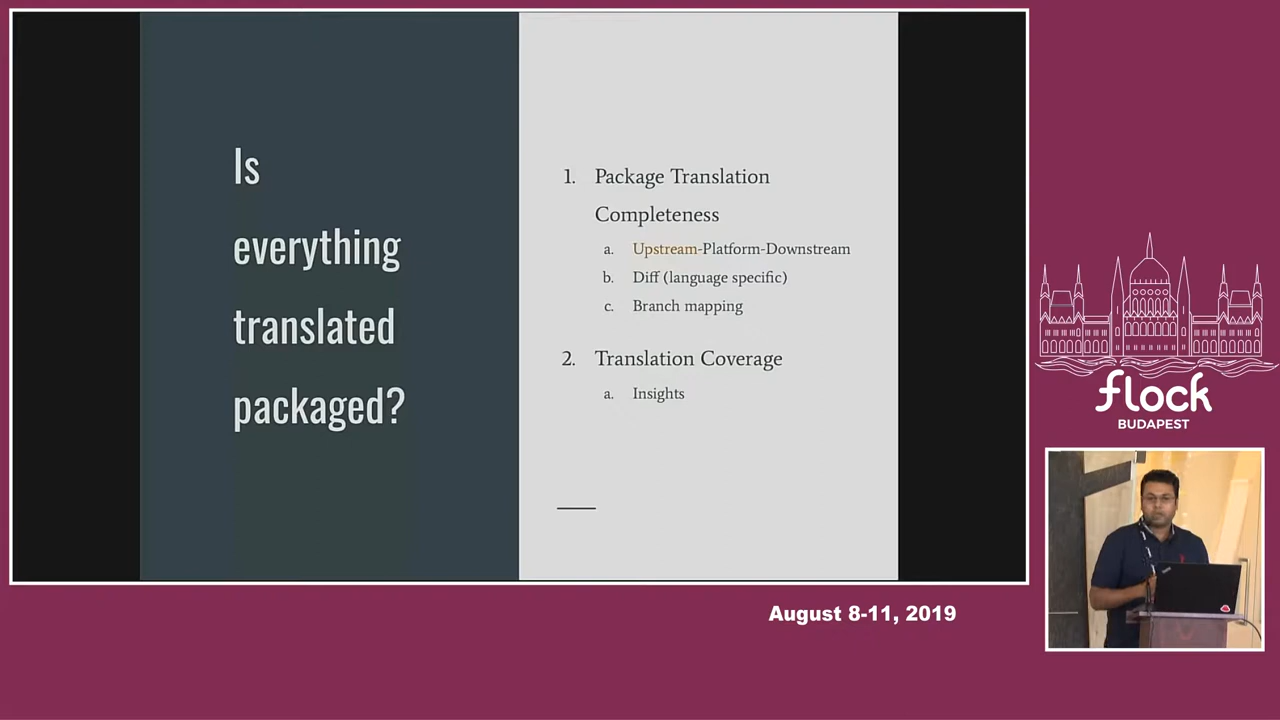 Is
everything
translated
packaged?
1. Package Translation
Completeness
a. Upstream-Platform-Downstream
b. Diff (language specific)
c. Branch mapping
2. Translation Coverage
a. Insights
flock
BUDAPEST
August 8-11, 2019